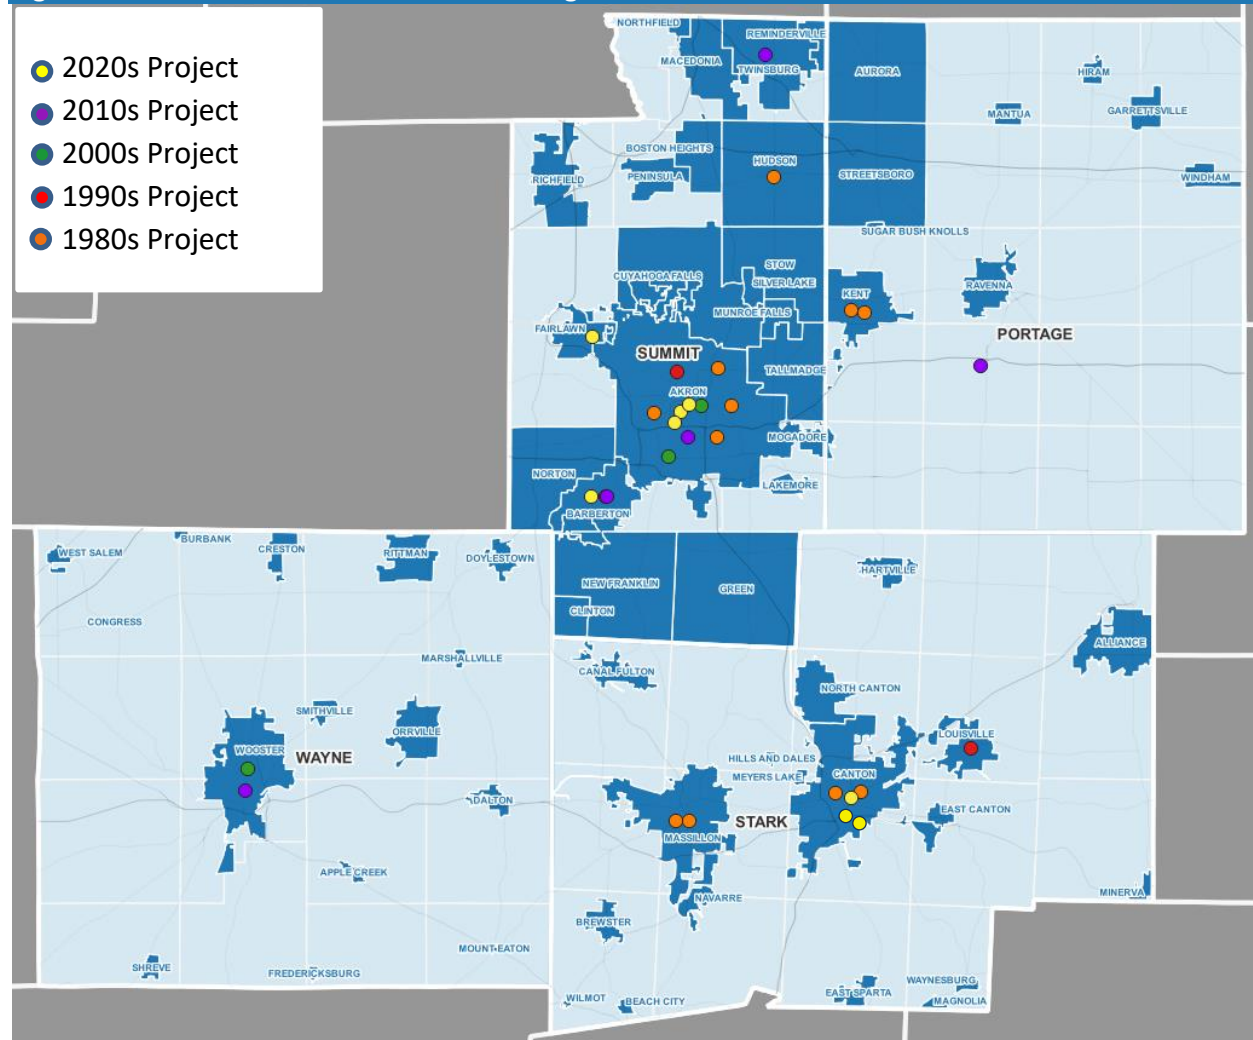 2020s Project
2010s Project
2000s Project
1990s Project
1980s Project
NORTHFIELD
REMINDERVILLE
MACEDONIA
TWINSBURG
AURORA
HIRAM
MANTUA
GARRETTSVILLE
BOSTON HEIGHTS
HUDSON
RICHFIELD
PENINSULA
STREETSBORO
WINDHAM
SUGAR BUSH KNOLLS
STOW
CUYAHOGA FALLS
SILVER LAKE
KENT
RAVENNA
MUNROE FALLS
FAIRLAWN
PORTAGE
SUMMIT
TALLMADGE
AKRON
MOGADORE
NORTON
LAKEMORE
BARBERTON
WEST SALEM
BURBANK
CRESTON
RITTMAN
DOYLESTOWN
NEW FRANKLIN
GREEN
HARTVILLE
CLINTON
CONGRESS
ALLIANCE
MARSHALLVILLE
CANAL FULTON
NORTH CANTON
SMITHVILLE
ORRVILLE
LOUISVILLE
WOOSTER
WAYNE
HILLS AND DALES
MEYERS LAKE
CANTON
DALTON
EAST CANTON
STARK
MASSILLON
APPLE CREEK
NAVARRE
MINERVA
BREWSTER
MOUNT EATON
SHREVE
FREDERICKSBURG
WAYNESBURG
EAST SPARTA
WILMOT
BEACH CITY
MAGNOLIA